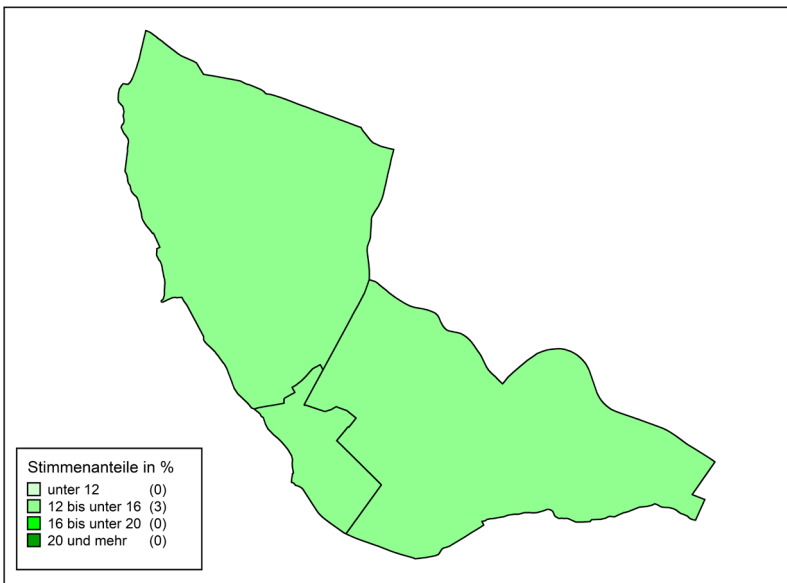 Stimmenanteile in %
unter 12 (0)
12 bis unter 16 (3)
16 bis unter 20 (0)
20 und mehr (0)